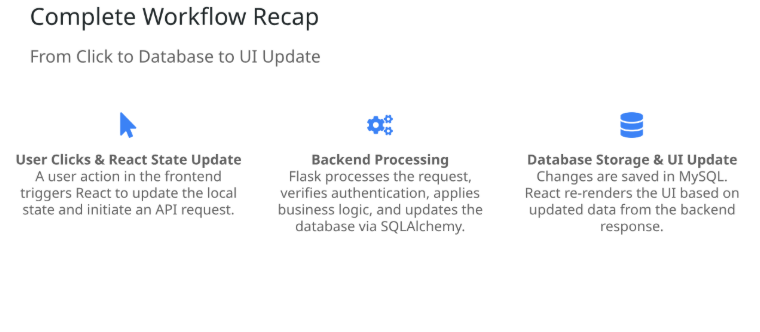 Complete Workflow Recap
From Click to Database to UI Update
User Clicks & React State Update
A user action in the frontend
triggers React to update the local
state and initiate an API request.
Backend Processing
Flask processes the request,
verifies authentication, applies
business logic, and updates the
database via SQLAlchemy.
Database Storage & UI Update
Changes are saved in MySQL.
React re-renders the UI based on
updated data from the backend
response.